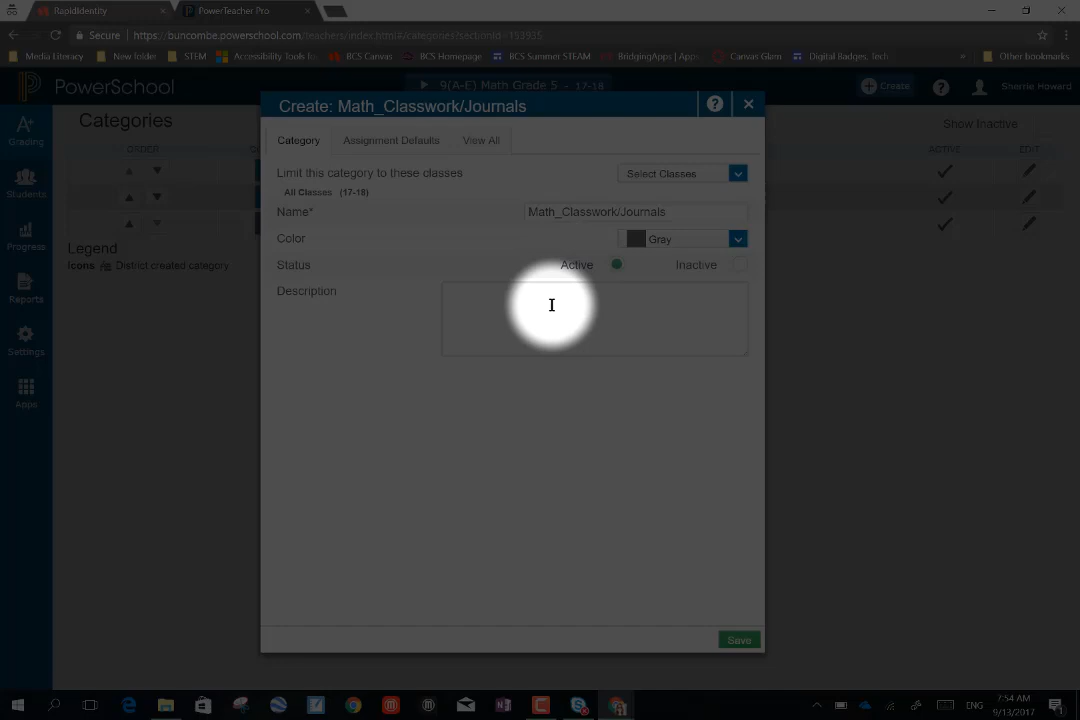 RapidIdentity
PowerTeacher Pro
Secure | https://buncombe.powerschool.com/teachers/index.html#/categories?sectionId=153935
Media Literacy
New folder
STEM
Accessibility Tools
BCS Canvas
BCS Homepage
BCS Summer STEAM
BridgingApps | App
Canvas Glam
Digital Badges, Tech
»
Other bookmarks
PowerSchool
9(A-E) Math Grade 5 - 17-18
Create
?
Sherrie Howard
Create: Math_Classwork/Journals
?
Categories
Show Inactive
A+
Grading
Students
Progress
Reports
Settings
Apps
ORDER
ACTIVE
EDIT
Legend
Icons
District created category
Category
Assignment Defaults
View All
Limit this category to these classes
Select Classes
All Classes (17-18)
Name*
Math_Classwork/Journals
Color
Gray
Status
Active
Inactive
Description
Save
ENG
7:54 AM
9/13/2017